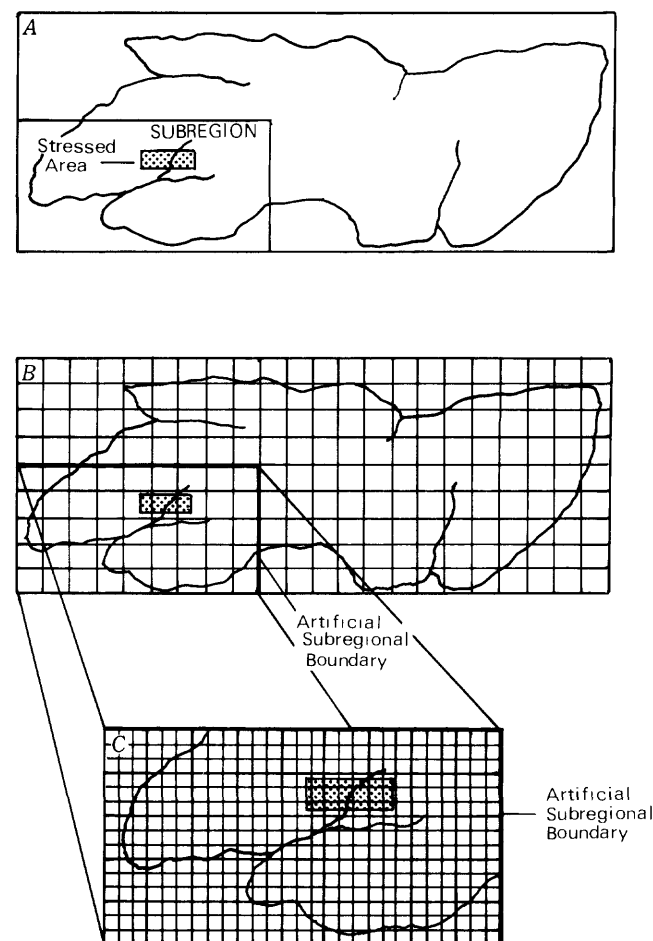 A
SUBREGION
Stressed
Area
B
Artificial
Subregional
Boundary
C
Artificial
Subregional
Boundary